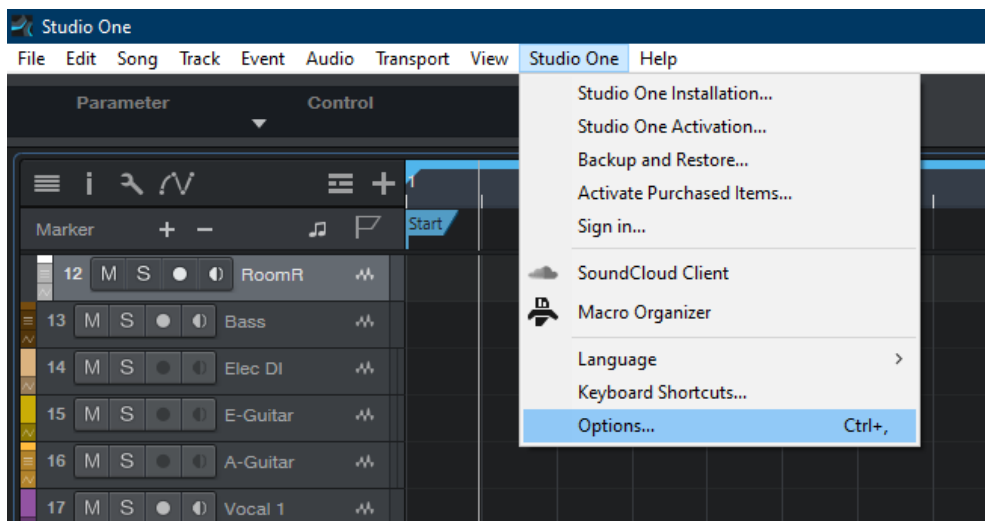 Studio One
File Edit Song Track Event Audio Transport View Studio One Help
Parameter Control
Studio One Installation...
Studio One Activation...
Backup and Restore...
Activate Purchased Items...
Sign in...
SoundCloud Client
Macro Organizer
Language
Keyboard Shortcuts...
Options... Ctrl+,
1
Marker
Start
12 M S RoomR
13 M S Bass
14 M S Elec DI
15 M S E-Guitar
16 M S A-Guitar
17 M S Vocal 1